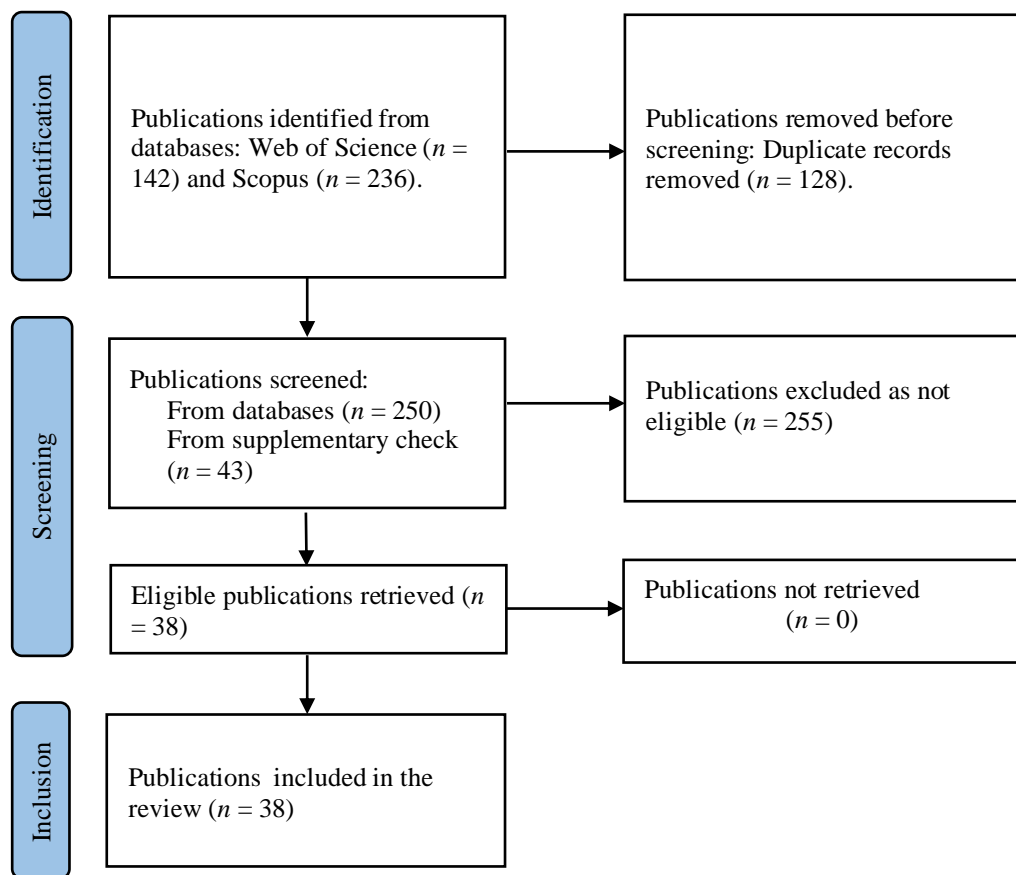 Identification
Publications identified from
databases: Web of Science (n =
142) and Scopus (n = 236).
Publications removed before
screening: Duplicate records
removed (n = 128).
Screening
Publications screened:
From databases (n = 250)
From supplementary check
(n = 43)
Publications excluded as not
eligible (n = 255)
Eligible publications retrieved (n
= 38)
Publications not retrieved
(n = 0)
Inclusion
Publications included in the
review (n = 38)